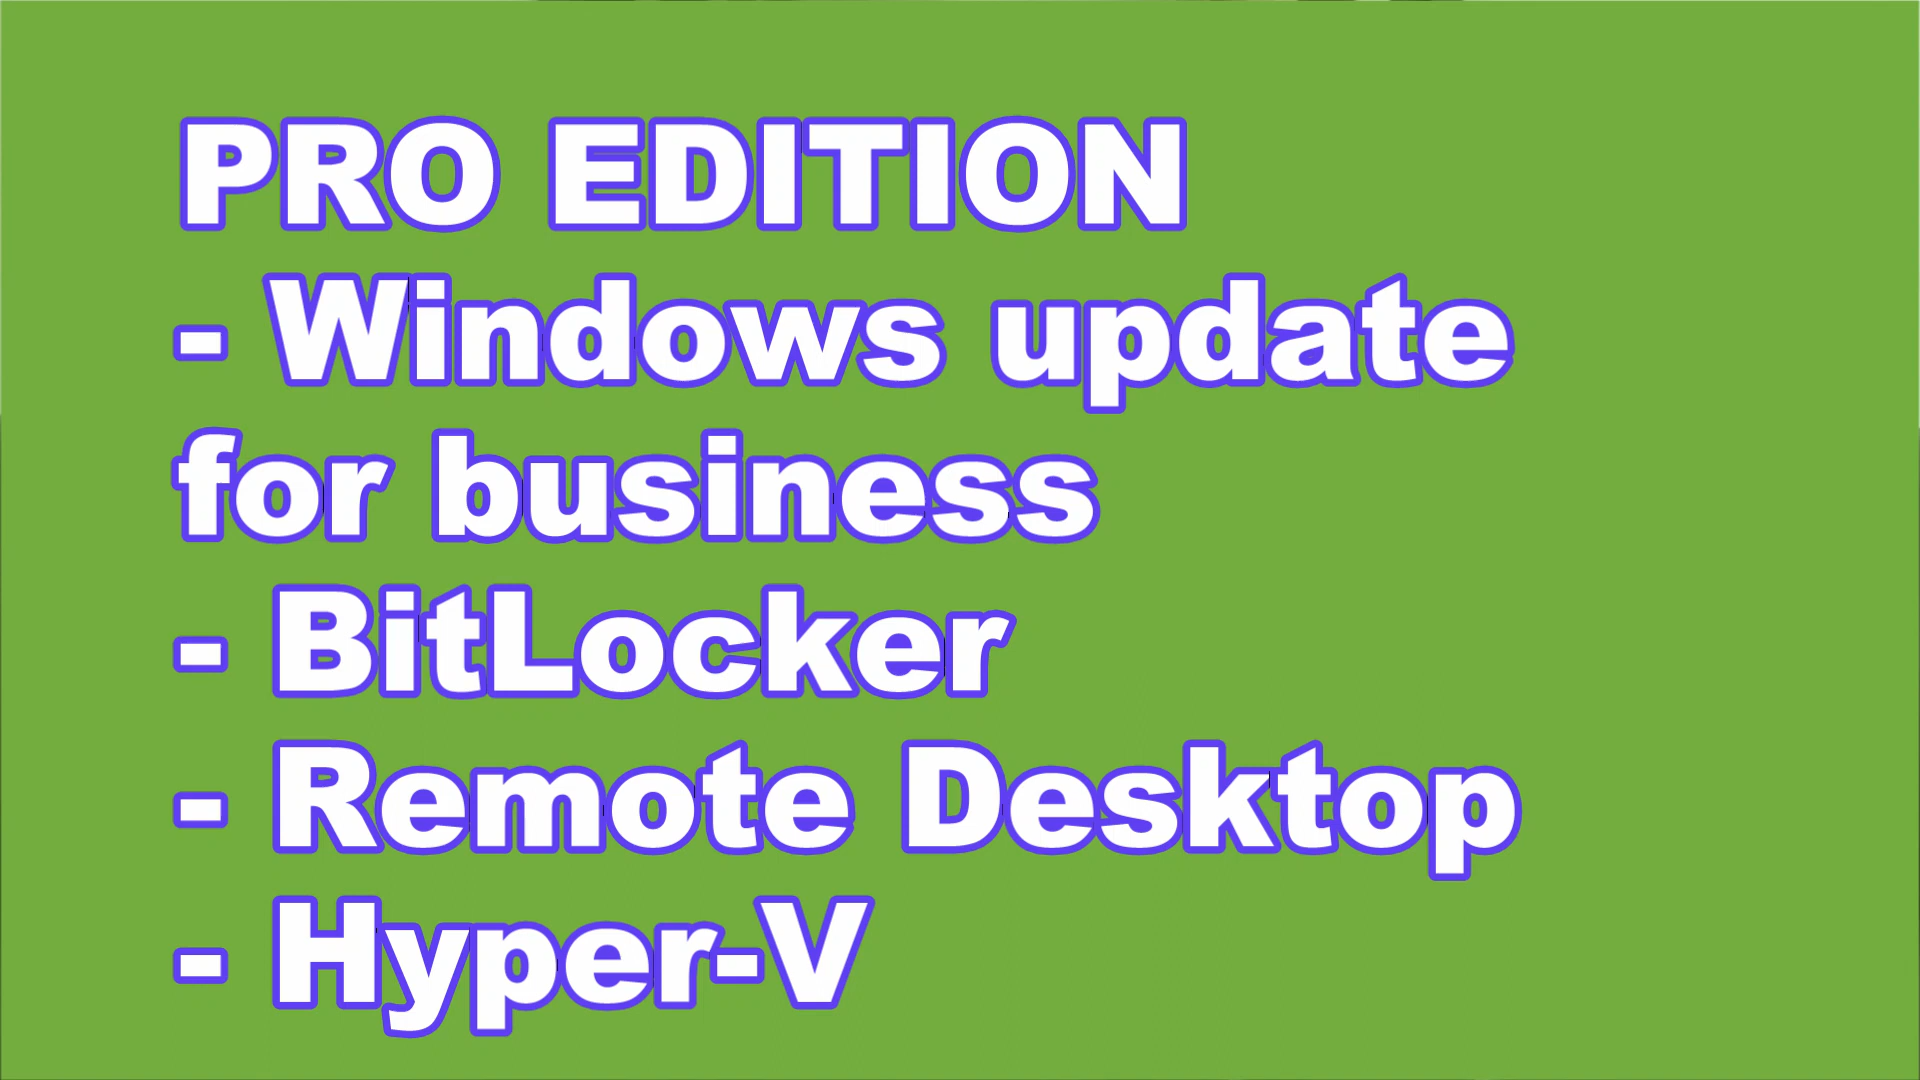 PRO EDITION
- Windows update
for business
- BitLocker
- Remote Desktop
- Hyper-V